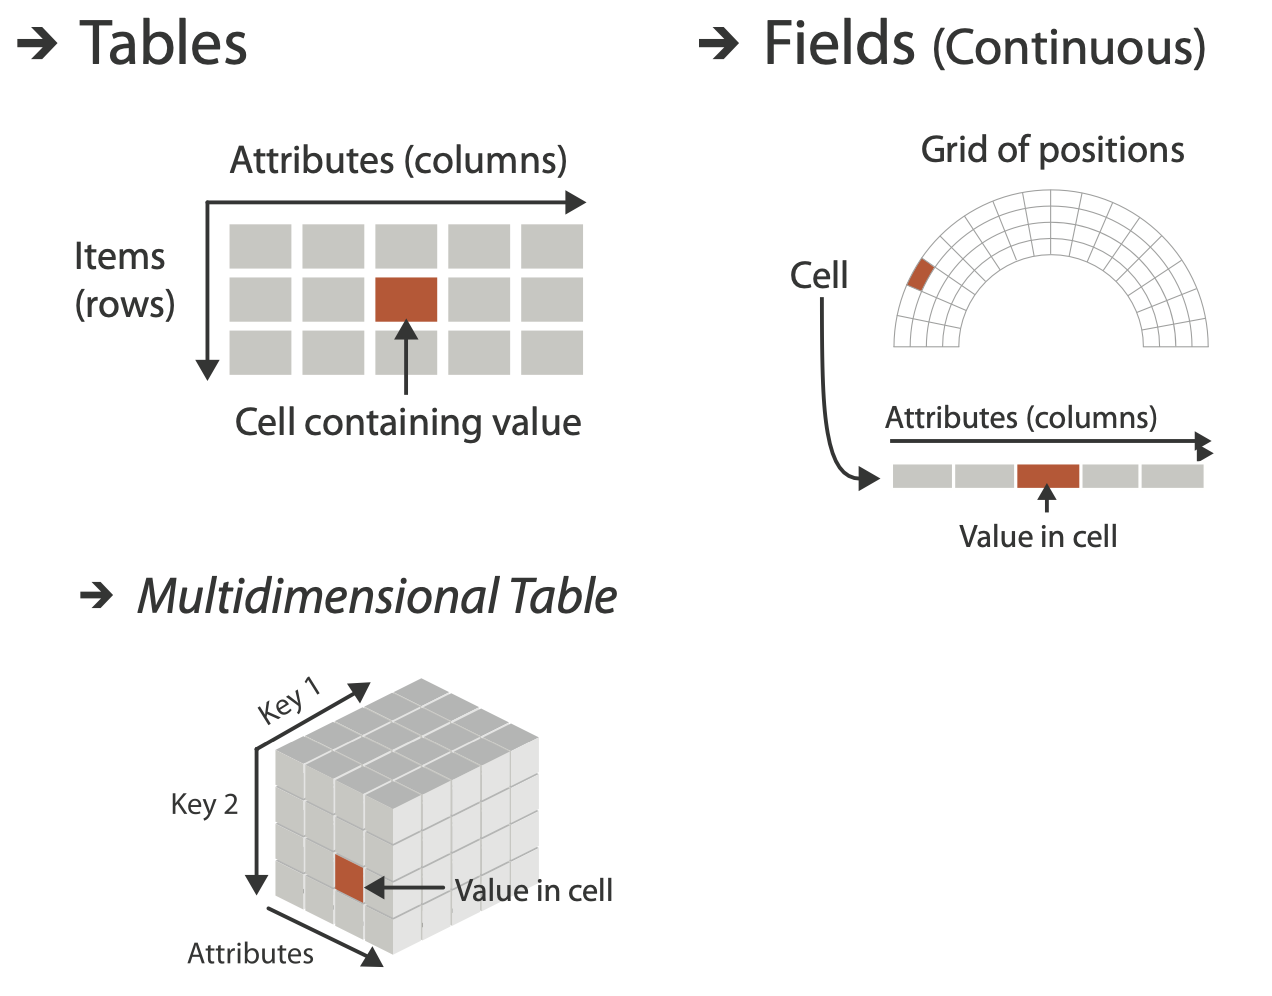 → Tables
Attributes (columns)
Items
(rows)
Cell containing value
→ Fields (Continuous)
Grid of positions
Cell
Attributes (columns)
Value in cell
→ Multidimensional Table
Key 1
Key 2
Value in cell
Attributes